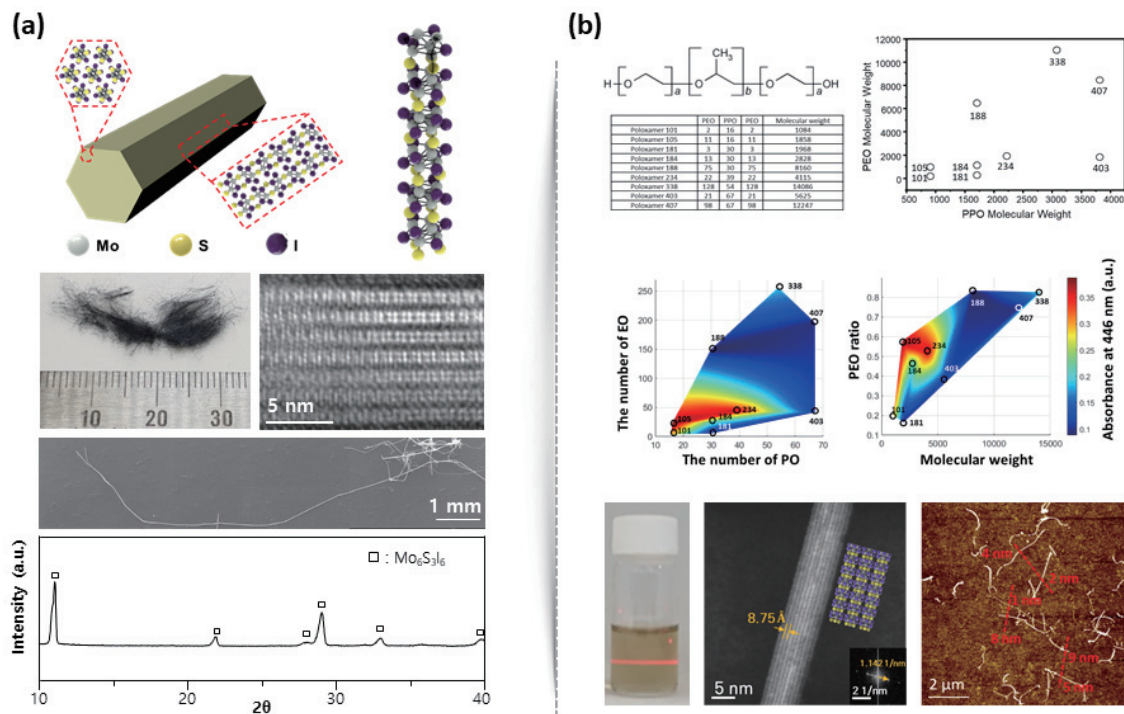 (a)
Mo
S
I
10 20 30
5 nm
1 mm
□ : Mo6S3I6
Intensity (a.u.)
10 20 30 40
2θ
(b)
H O a O CH3 b O a OH
PEO PPO PEO Molecular weight
Poloxamer 101 2 16 2 1084
Poloxamer 105 11 16 11 1858
Poloxamer 181 3 30 3 1968
Poloxamer 184 13 30 13 2828
Poloxamer 188 75 30 75 8160
Poloxamer 234 22 39 22 4115
Poloxamer 338 128 54 128 14086
Poloxamer 403 21 67 21 5625
Poloxamer 407 98 67 98 12247
PEO Molecular Weight
12000
10000
8000
6000
4000
2000
0
338
407
188
105 184 234 403
101 181
500 1000 1500 2000 2500 3000 3500 4000
PPO Molecular Weight
The number of EO
250
200
150
100
50
0
338
407
188
105 184 234
101 181 403
10 20 30 40 50 60 70
The number of PO
PEO ratio
0.8
0.7
0.6
0.5
0.4
0.3
0.2
0.1
188 338
407
105 234
184 403
101
181
0 5000 10000 15000
Molecular weight
Absorbance at 446 nm (a.u.)
0.35
0.3
0.25
0.2
0.15
0.1
8.75Å
5 nm
1.142 1/nm
2 1/nm
4 nm
2 nm
8 nm
9 nm
2 μm